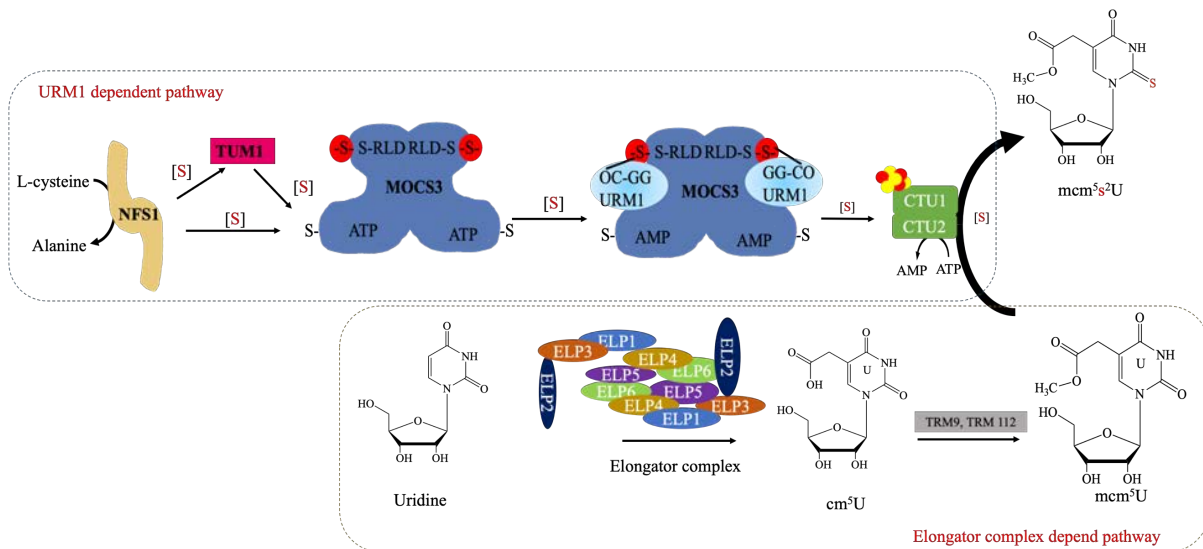 URM1 dependent pathway
L-cysteine
Alanine
NFS1
[S]
TUM1
[S]
[S]
-S- S-RLD RLD-S -S-
MOCS3
S- ATP ATP -S
[S]
-S- S-RLD RLD-S -S-
OC-GG MOCS3 GG-CO
URM1 URM1
S- AMP AMP -S
[S]
CTU1
CTU2
AMP ATP
[S]
O
O
NH
O
H₃C
N
S
HO
O
OH OH
mcm⁵s²U
O
NH
N
O
HO
O
OH OH
Uridine
ELP3 ELP1 ELP2
ELP4
ELP5 ELP6
ELP2
ELP6 ELP5
ELP4 ELP3
ELP1
Elongator complex
O
O
U NH
OH
N
O
HO
O
OH OH
cm⁵U
TRM9, TRM 112
O
O
U NH
O
H₃C
N
O
HO
O
OH OH
mcm⁵U
Elongator complex depend pathway